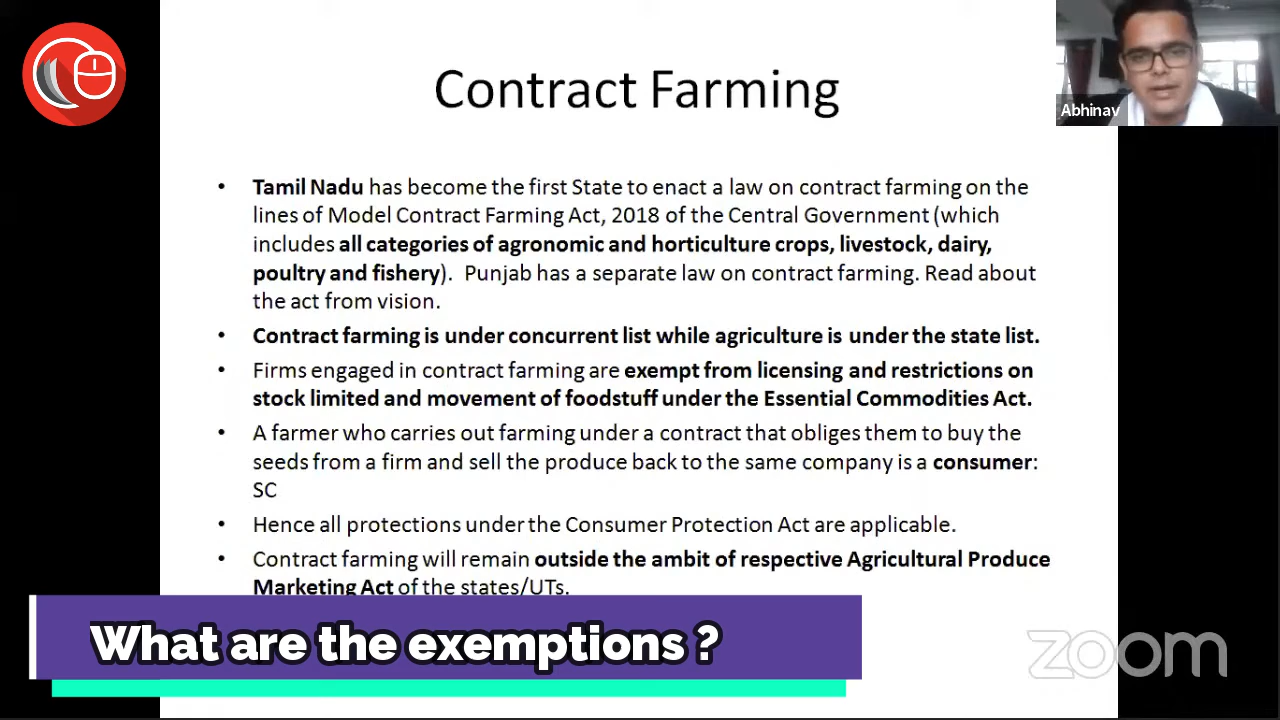 Contract Farming
Abhinav
• Tamil Nadu has become the first State to enact a law on contract farming on the
lines of Model Contract Farming Act, 2018 of the Central Government (which
includes all categories of agronomic and horticulture crops, livestock, dairy,
poultry and fishery).  Punjab has a separate law on contract farming. Read about
the act from vision.
• Contract farming is under concurrent list while agriculture is under the state list.
• Firms engaged in contract farming are exempt from licensing and restrictions on
stock limited and movement of foodstuff under the Essential Commodities Act.
• A farmer who carries out farming under a contract that obliges them to buy the
seeds from a firm and sell the produce back to the same company is a consumer:
SC
• Hence all protections under the Consumer Protection Act are applicable.
• Contract farming will remain outside the ambit of respective Agricultural Produce
Marketing Act of the states/UTs.
What are the exemptions ?
zoom